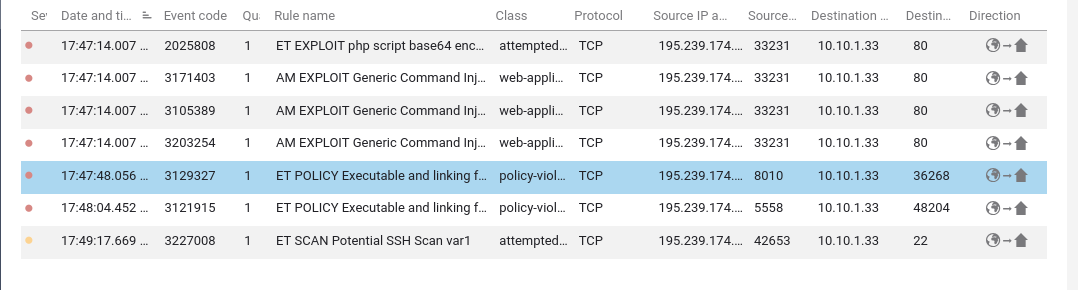 Se Date and ti... Event code Qu Rule name Class Protocol Source IP a... Source... Destination ... Destin... Direction
17:47:14.007 ... 2025808 1 ET EXPLOIT php script base64 enc... attempted... TCP 195.239.174.... 33231 10.10.1.33 80
17:47:14.007 ... 3171403 1 AM EXPLOIT Generic Command Inj... web-appli... TCP 195.239.174.... 33231 10.10.1.33 80
17:47:14.007 ... 3105389 1 AM EXPLOIT Generic Command Inj... web-appli... TCP 195.239.174.... 33231 10.10.1.33 80
17:47:14.007 ... 3203254 1 AM EXPLOIT Generic Command Inj... web-appli... TCP 195.239.174.... 33231 10.10.1.33 80
17:47:48.056 ... 3129327 1 ET POLICY Executable and linking f... policy-viol... TCP 195.239.174.... 8010 10.10.1.33 36268
17:48:04.452 ... 3121915 1 ET POLICY Executable and linking f... policy-viol... TCP 195.239.174.... 5558 10.10.1.33 48204
17:49:17.669 ... 3227008 1 ET SCAN Potential SSH Scan var1 attempted... TCP 195.239.174.... 42653 10.10.1.33 22